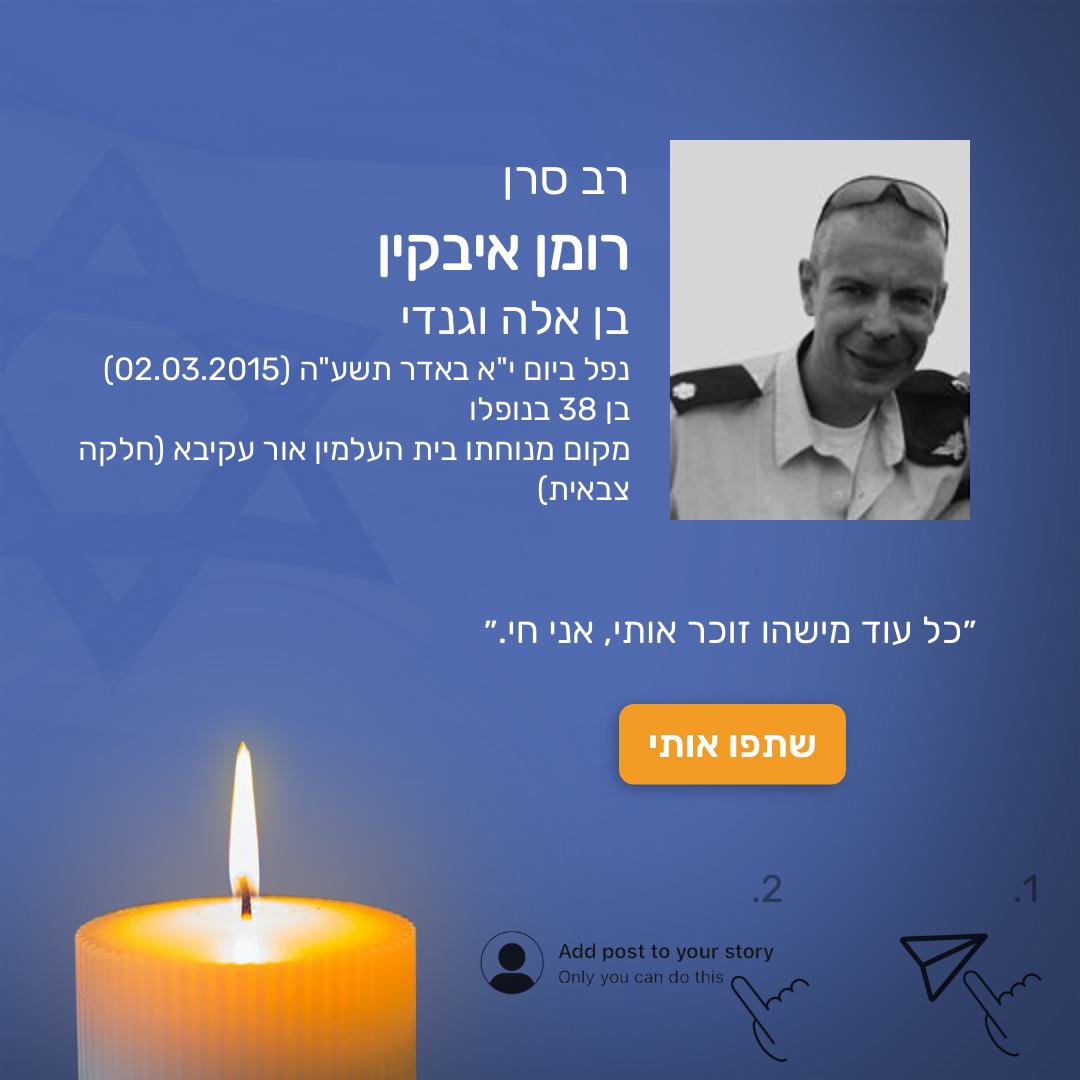 רב סרן
רומן איבקין
בן אלה וגנדי
נפל ביום י"א באדר תשע"ה (02.03.2015)
בן 38 בנופלו
מקום מנוחתו בית העלמין אור עקיבא (חלקה
צבאית)
״כל עוד מישהו זוכר אותי, אני חי.״
שתפו אותי
1.
2.
Add post to your story
Only you can do this